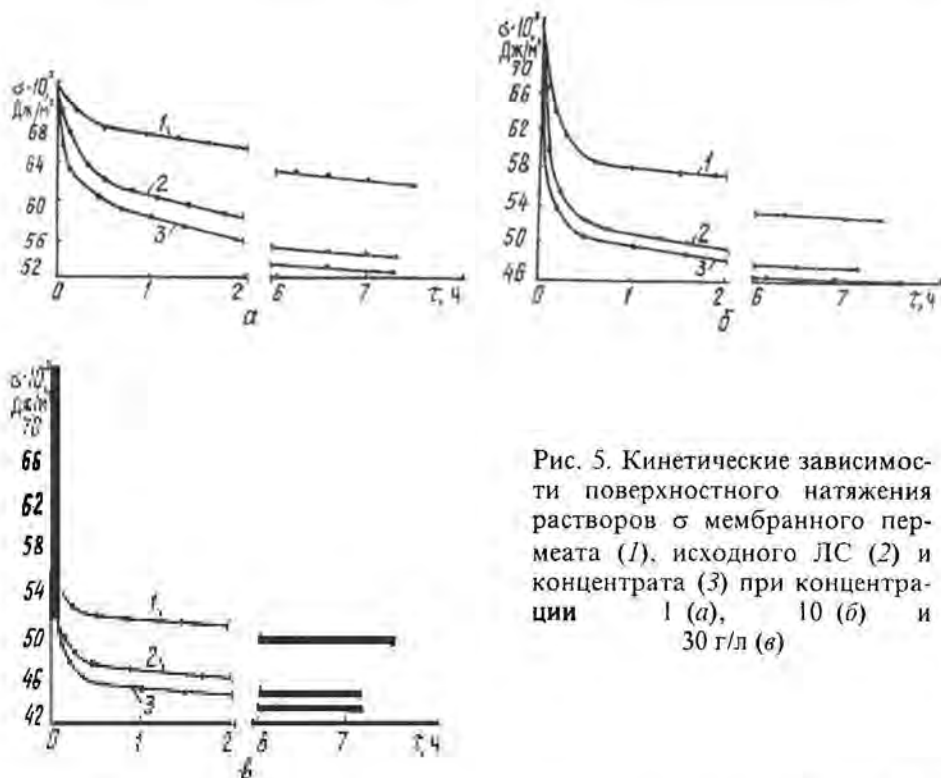 σ·10³,
Дж/м²
68
64
60
56
52
1
2
3
0 1 2 6 7 τ, ч
а
σ·10³,
Дж/м²
70
66
62
58
54
50
46
1
2
3
0 1 2 6 7 τ, ч
б
σ·10³,
Дж/м
70
66
62
58
54
50
46
42
1
2
3
0 1 2 6 7 τ, ч
в
Рис. 5. Кинетические зависимос-
ти поверхностного натяжения
растворов σ мембранного пер-
меата (1), исходного ЛС (2) и
концентрата (3) при концентра-
ции 1 (а), 10 (б) и
30 г/л (в)